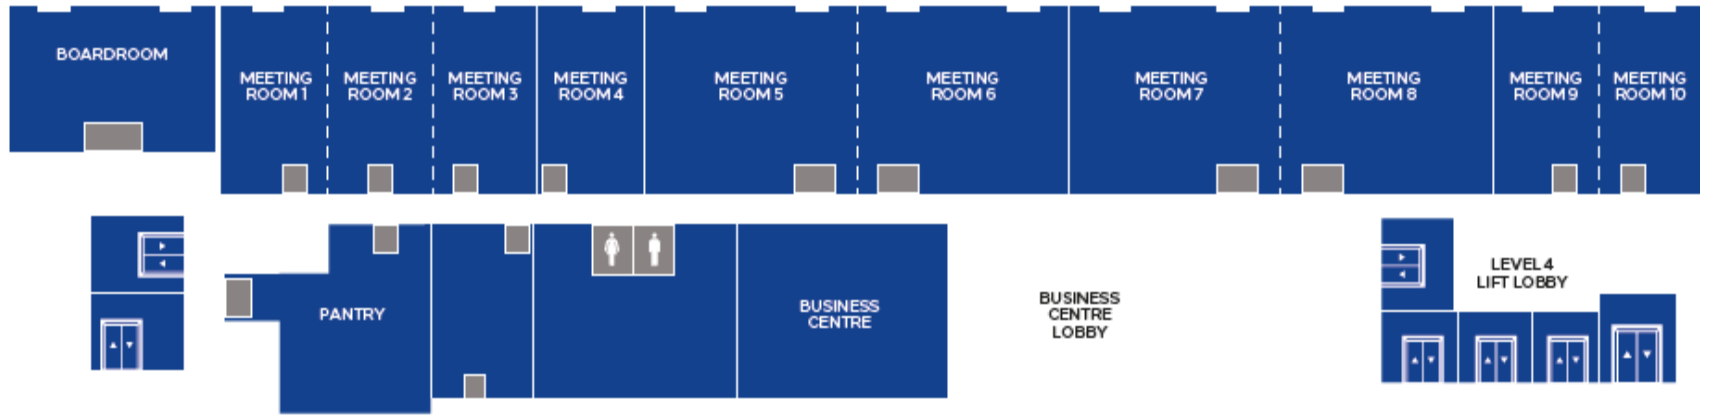 BOARDROOM
MEETING
ROOM 1
MEETING
ROOM 2
MEETING
ROOM 3
MEETING
ROOM 4
MEETING
ROOM 5
MEETING
ROOM 6
MEETING
ROOM 7
MEETING
ROOM 8
MEETING
ROOM 9
MEETING
ROOM 10
PANTRY
BUSINESS
CENTRE
BUSINESS
CENTRE
LOBBY
LEVEL 4
LIFT LOBBY